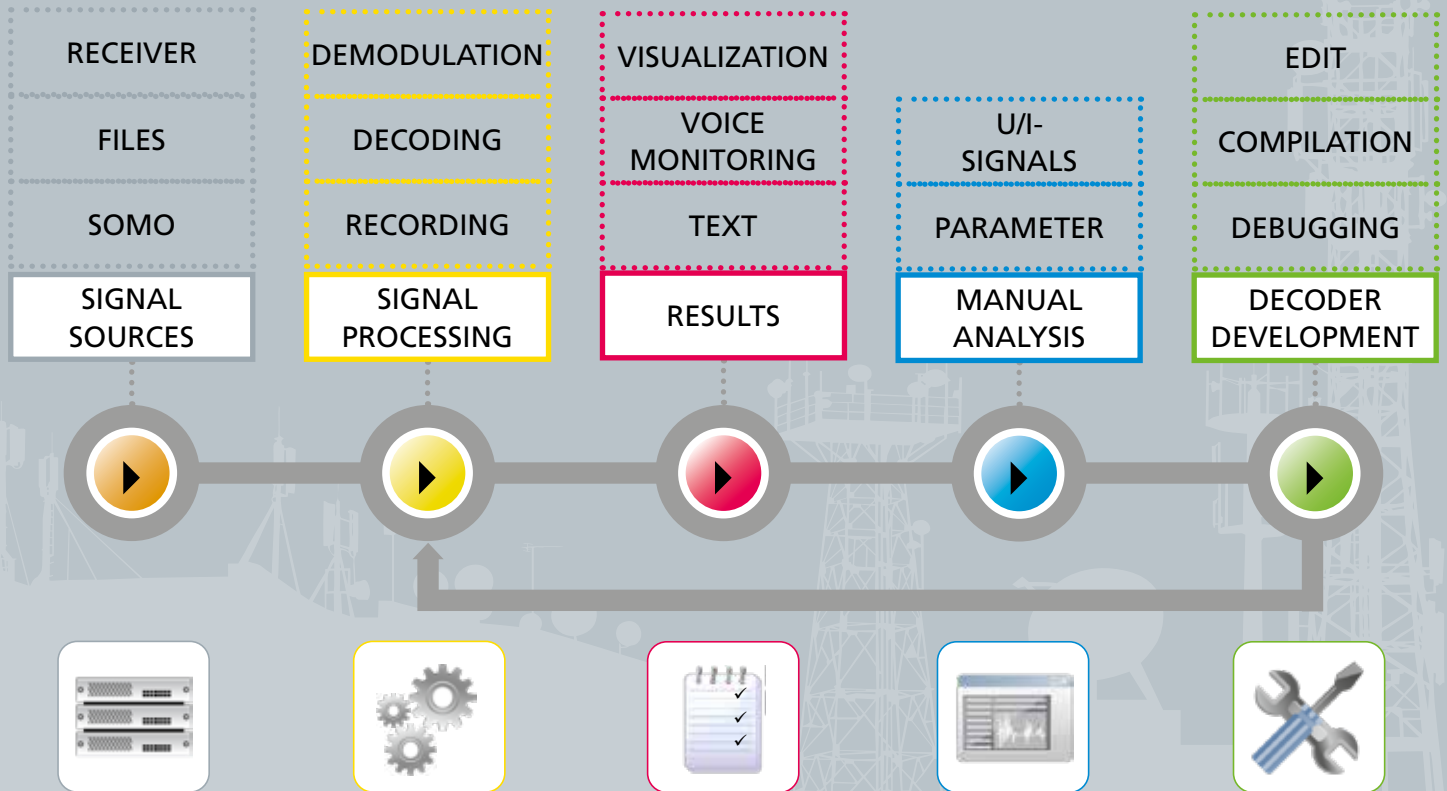 RECEIVER
FILES
SOMO
SIGNAL
SOURCES
DEMODULATION
DECODING
RECORDING
SIGNAL
PROCESSING
VISUALIZATION
VOICE
MONITORING
TEXT
RESULTS
U/I-
SIGNALS
PARAMETER
MANUAL
ANALYSIS
EDIT
COMPILATION
DEBUGGING
DECODER
DEVELOPMENT